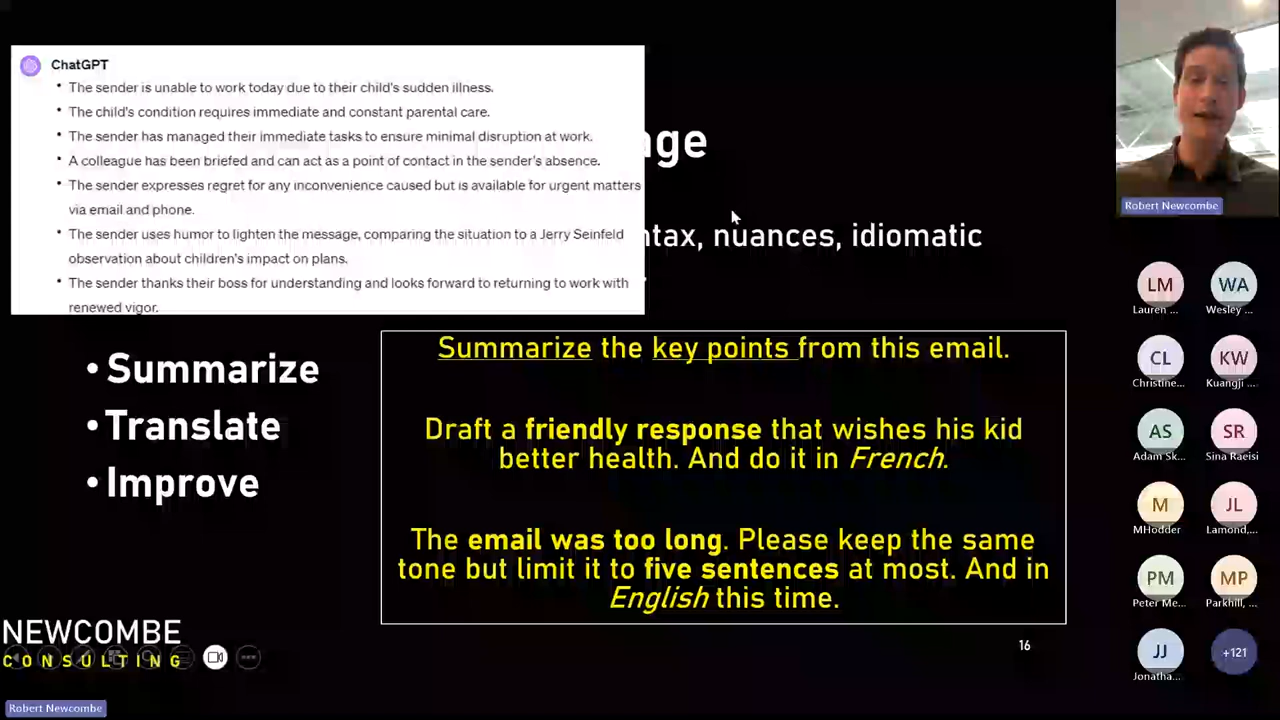 ChatGPT
• The sender is unable to work today due to their child's sudden illness.
• The child's condition requires immediate and constant parental care.
• The sender has managed their immediate tasks to ensure minimal disruption at work.
• A colleague has been briefed and can act as a point of contact in the sender's absence.
• The sender expresses regret for any inconvenience caused but is available for urgent matters
via email and phone.
• The sender uses humor to lighten the message, comparing the situation to a Jerry Seinfeld
observation about children's impact on plans.
• The sender thanks their boss for understanding and looks forward to returning to work with
renewed vigor.
age
ntax, nuances, idiomatic
• Summarize
• Translate
• Improve
Summarize the key points from this email.
Draft a friendly response that wishes his kid
better health. And do it in French.
The email was too long. Please keep the same
tone but limit it to five sentences at most. And in
English this time.
NEWCOMBE
CONSULTING
16
Robert Newcombe
Robert Newcombe
LM
Lauren ...
WA
Wesley ...
CL
Christine...
KW
Kuangji ...
AS
Adam Sk...
SR
Sina Raeisi
M
MHodder
JL
Lamond,...
PM
Peter Me...
MP
Parkhill, ...
JJ
Jonatha...
+121